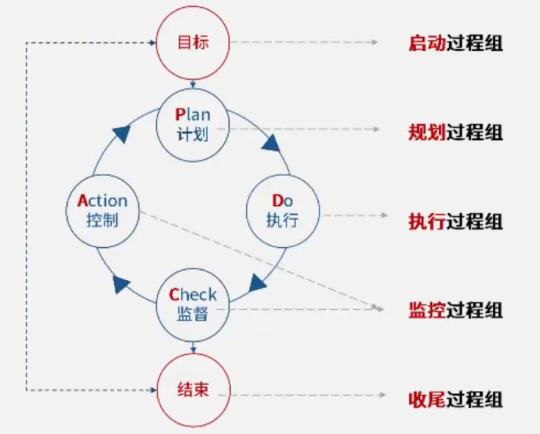 目标
启动过程组
Plan
计划
规划过程组
Action
控制
Do
执行
执行过程组
Check
监督
监控过程组
结束
收尾过程组